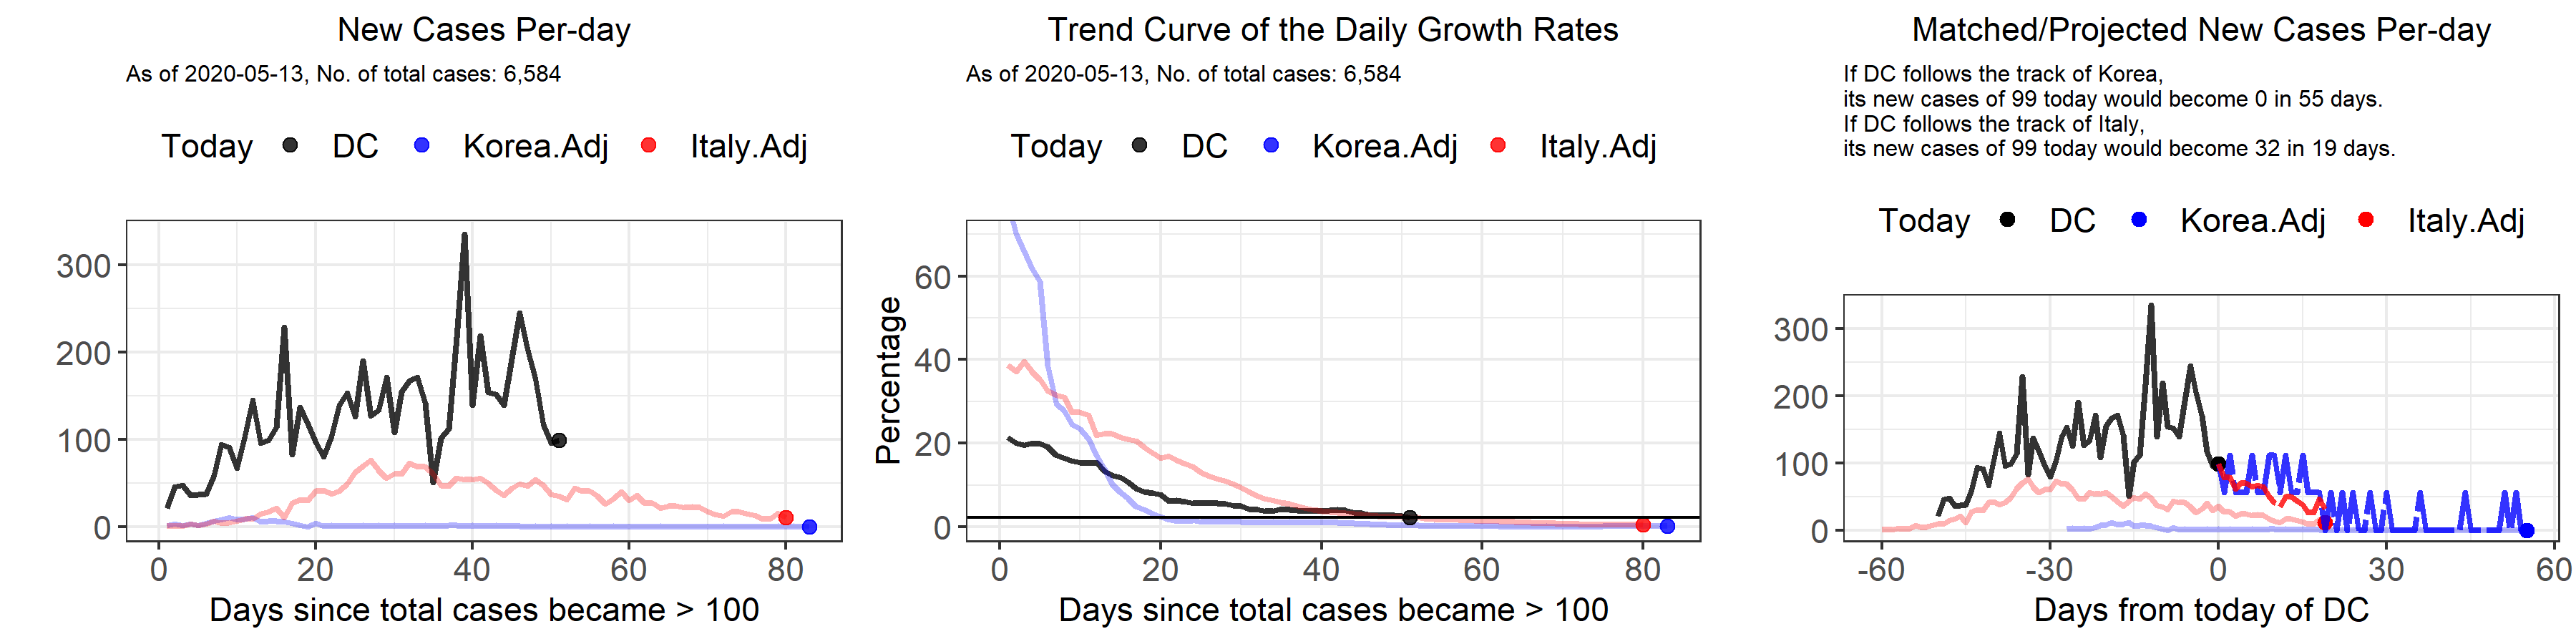 New Cases Per-day
As of 2020-05-13, No. of total cases: 6,584
Today DC Korea.Adj Italy.Adj
300
200
100
0
0 20 40 60 80
Days since total cases became > 100
Trend Curve of the Daily Growth Rates
As of 2020-05-13, No. of total cases: 6,584
Today DC Korea.Adj Italy.Adj
Percentage
60
40
20
0
0 20 40 60 80
Days since total cases became > 100
Matched/Projected New Cases Per-day
If DC follows the track of Korea,
its new cases of 99 today would become 0 in 55 days.
If DC follows the track of Italy,
its new cases of 99 today would become 32 in 19 days.
Today DC Korea.Adj Italy.Adj
300
200
100
0
-60 -30 0 30 60
Days from today of DC